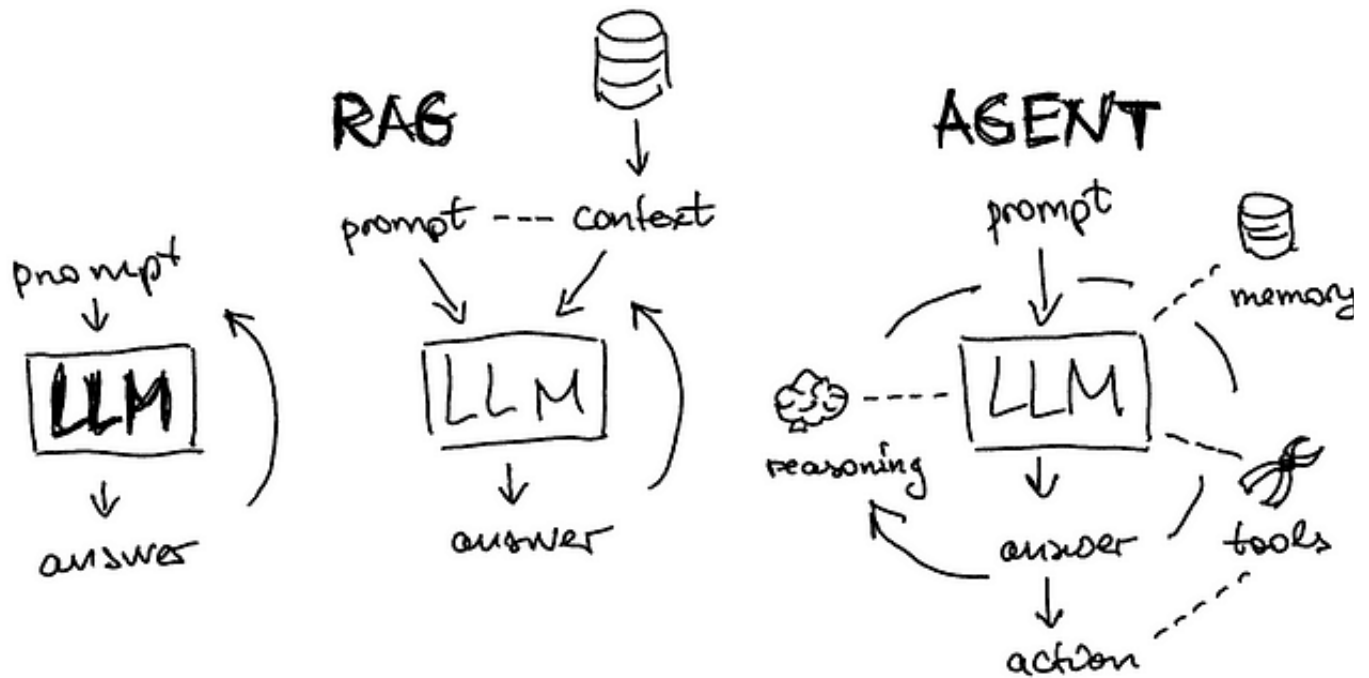 prompt
LLM
answer
RAG
prompt --- context
LLM
answer
AGENT
prompt
memory
LLM
reasoning
answer
tools
action